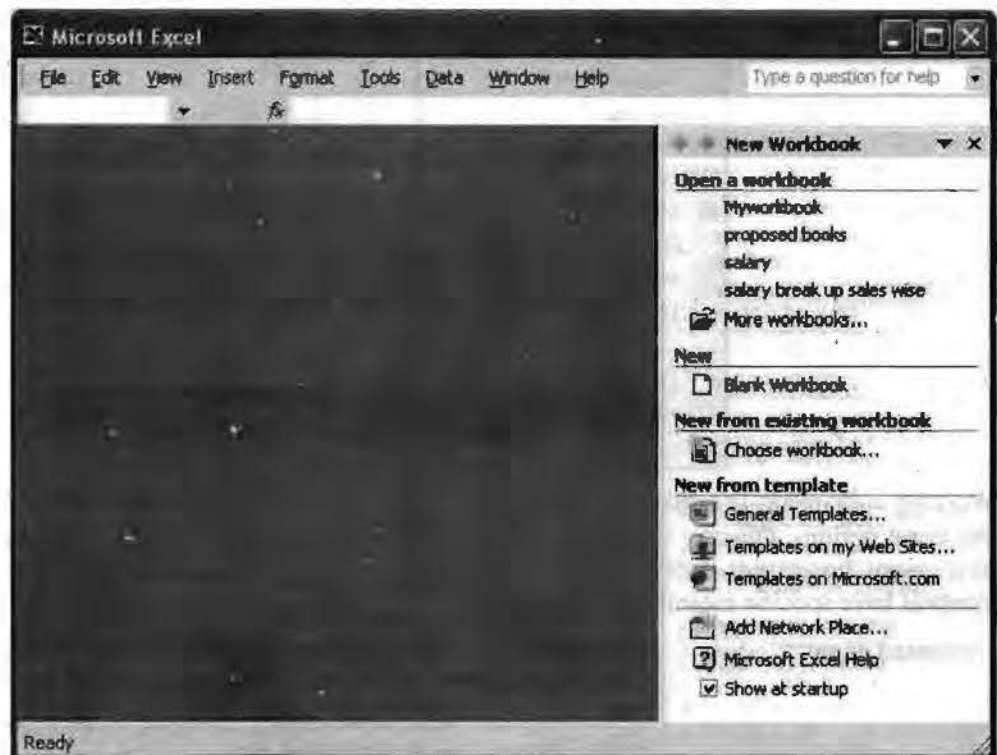 Microsoft Excel
File Edit View Insert Format Tools Data Window Help Type a question for help
fx
New Workbook
Open a workbook
Myworkbook
proposed books
salary
salary break up sales wise
More workbooks...
New
Blank Workbook
New from existing workbook
Choose workbook...
New from template
General Templates...
Templates on my Web Sites...
Templates on Microsoft.com
Add Network Place...
Microsoft Excel Help
Show at startup
Ready